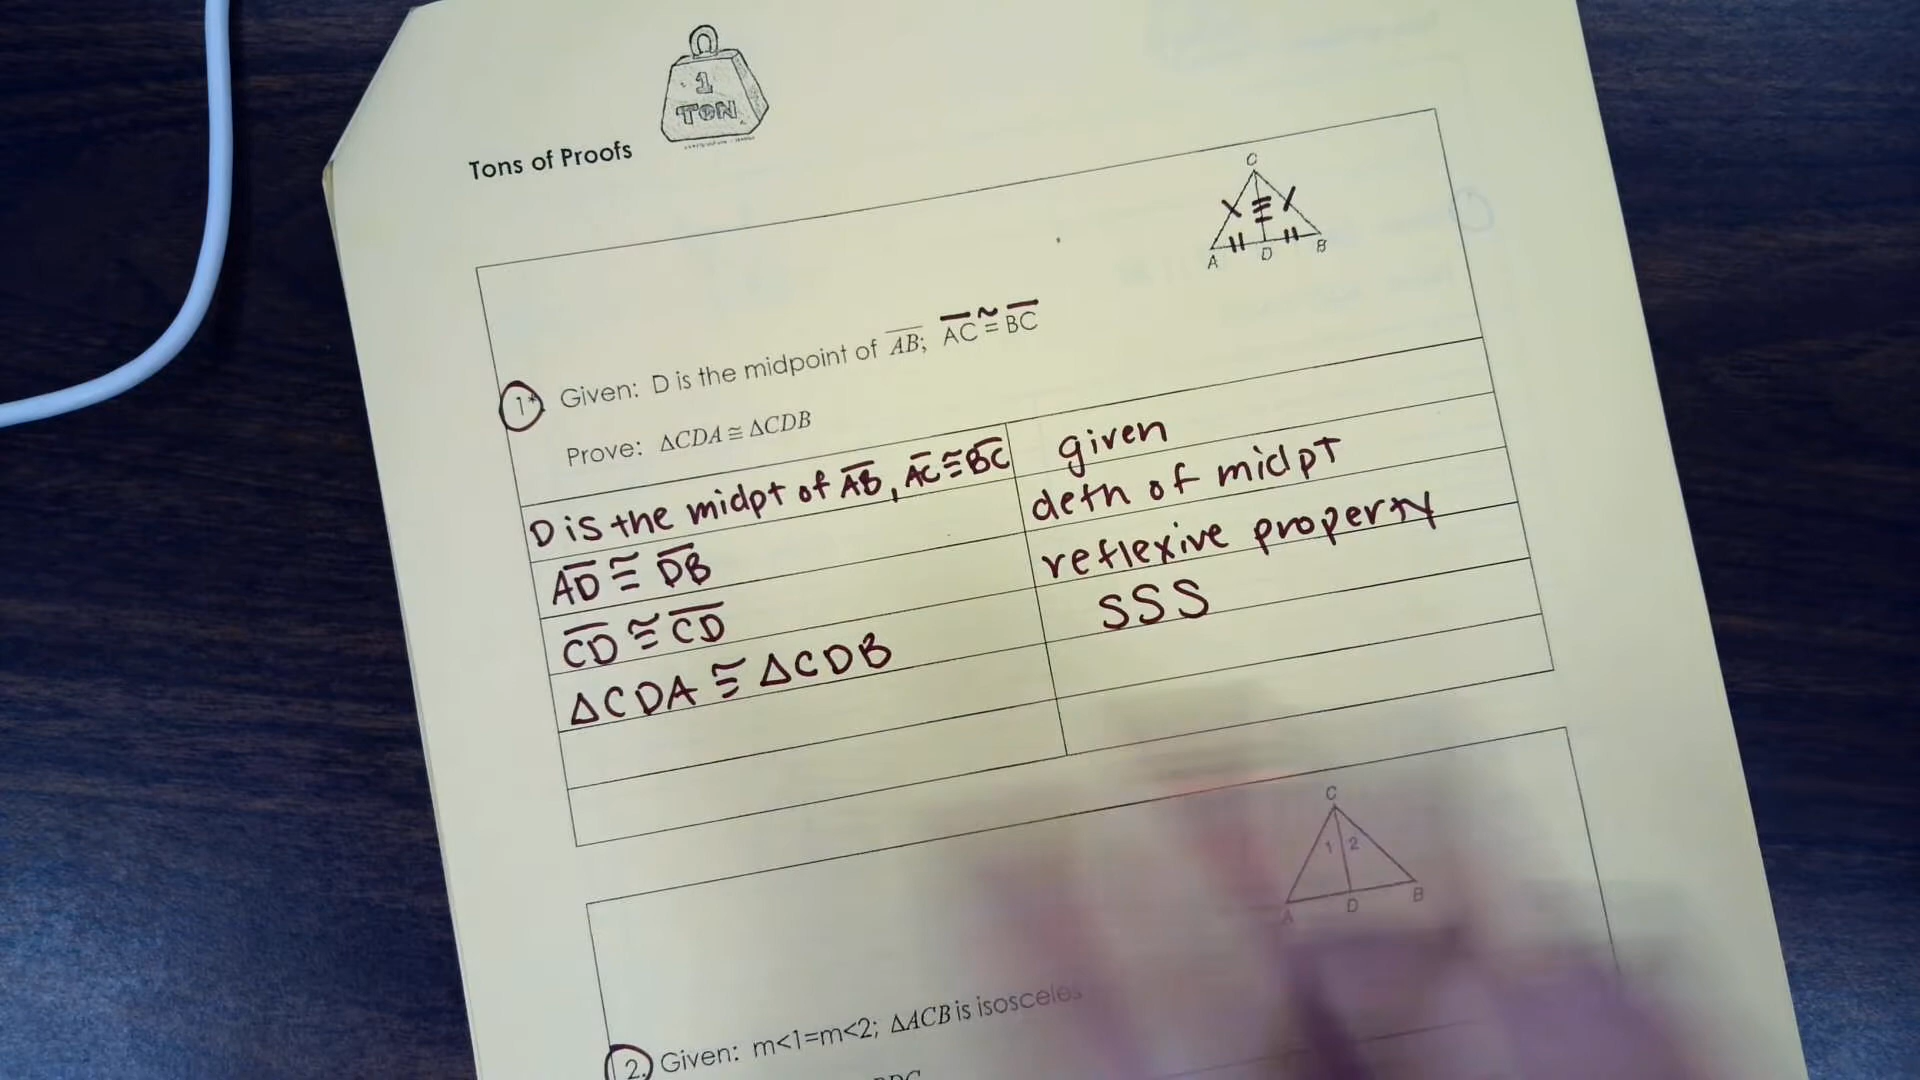 1
TON
Tons of Proofs
C
A D B
1* Given: D is the midpoint of AB; AC ≅ BC
Prove: ΔCDA ≅ ΔCDB
D is the midpt of AB, AC ≅ BC given
AD ≅ DB defn of midpt
CD ≅ CD reflexive property
ΔCDA ≅ ΔCDB SSS
C
1 2
A D B
2. Given: m<1=m<2; ΔACB is isosceles